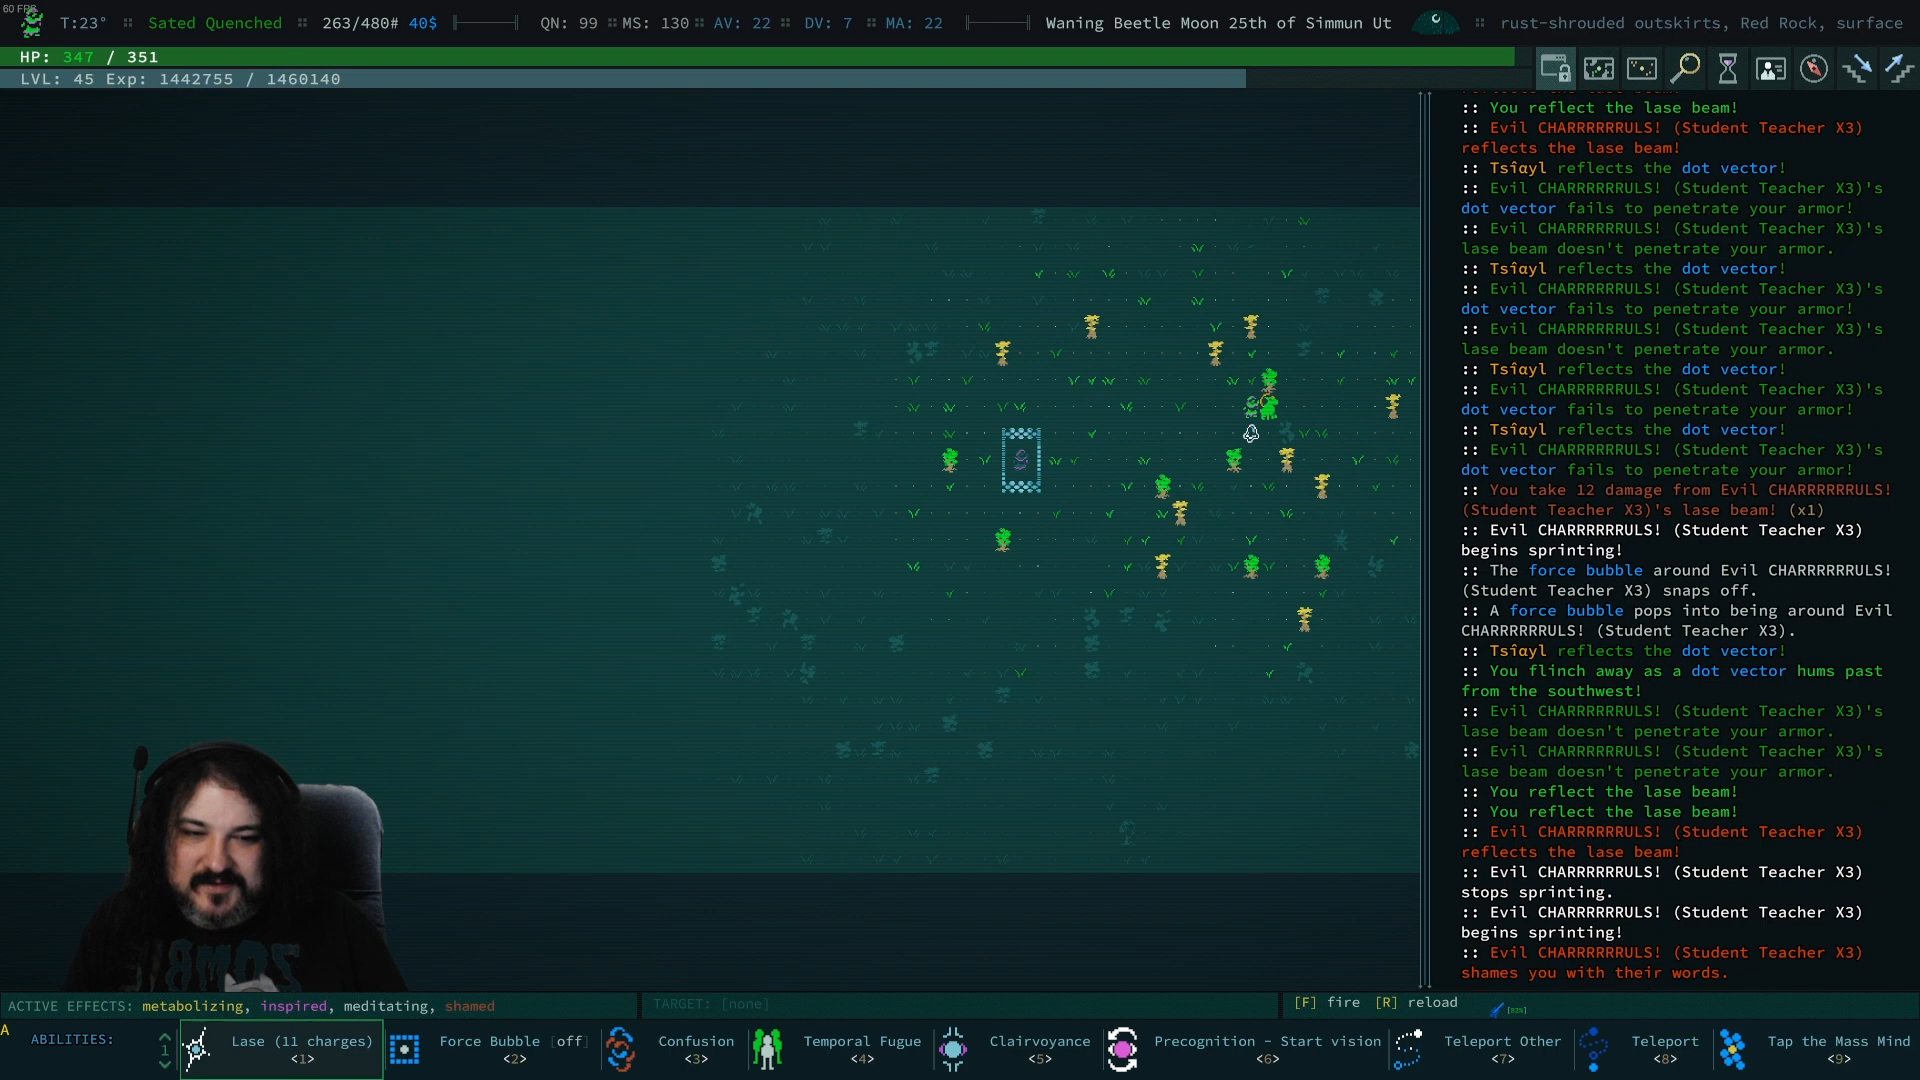 60 FPS
T:23° :: Sated Quenched :: 263/480# 40$ QN: 99 :: MS: 130 :: AV: 22 :: DV: 7 :: MA: 22 Waning Beetle Moon 25th of Simmun Ut :: rust-shrouded outskirts, Red Rock, surface
HP: 347 / 351
LVL: 45 Exp: 1442755 / 1460140
:: You reflect the lase beam!
:: Evil CHARRRRRRULS! (Student Teacher X3)
reflects the lase beam!
:: Tsîɑyl reflects the dot vector!
:: Evil CHARRRRRRULS! (Student Teacher X3)'s
dot vector fails to penetrate your armor!
:: Evil CHARRRRRRULS! (Student Teacher X3)'s
lase beam doesn't penetrate your armor.
:: Tsîɑyl reflects the dot vector!
:: Evil CHARRRRRRULS! (Student Teacher X3)'s
dot vector fails to penetrate your armor!
:: Evil CHARRRRRRULS! (Student Teacher X3)'s
lase beam doesn't penetrate your armor.
:: Tsîɑyl reflects the dot vector!
:: Evil CHARRRRRRULS! (Student Teacher X3)'s
dot vector fails to penetrate your armor!
:: Tsîɑyl reflects the dot vector!
:: Evil CHARRRRRRULS! (Student Teacher X3)'s
dot vector fails to penetrate your armor!
:: You take 12 damage from Evil CHARRRRRRULS!
(Student Teacher X3)'s lase beam! (x1)
:: Evil CHARRRRRRULS! (Student Teacher X3)
begins sprinting!
:: The force bubble around Evil CHARRRRRRULS!
(Student Teacher X3) snaps off.
:: A force bubble pops into being around Evil
CHARRRRRRULS! (Student Teacher X3).
:: Tsîɑyl reflects the dot vector!
:: You flinch away as a dot vector hums past
from the southwest!
:: Evil CHARRRRRRULS! (Student Teacher X3)'s
lase beam doesn't penetrate your armor.
:: Evil CHARRRRRRULS! (Student Teacher X3)'s
lase beam doesn't penetrate your armor.
:: You reflect the lase beam!
:: You reflect the lase beam!
:: Evil CHARRRRRRULS! (Student Teacher X3)
reflects the lase beam!
:: Evil CHARRRRRRULS! (Student Teacher X3)
stops sprinting.
:: Evil CHARRRRRRULS! (Student Teacher X3)
begins sprinting!
:: Evil CHARRRRRRULS! (Student Teacher X3)
shames you with their words.
ACTIVE EFFECTS: metabolizing, inspired, meditating, shamed
TARGET: [none]
[F] fire [R] reload
A
ABILITIES:
1
Lase (11 charges)
<1>
Force Bubble [off]
<2>
Confusion
<3>
Temporal Fugue
<4>
Clairvoyance
<5>
Precognition - Start vision
<6>
Teleport Other
<7>
Teleport
<8>
Tap the Mass Mind
<9>